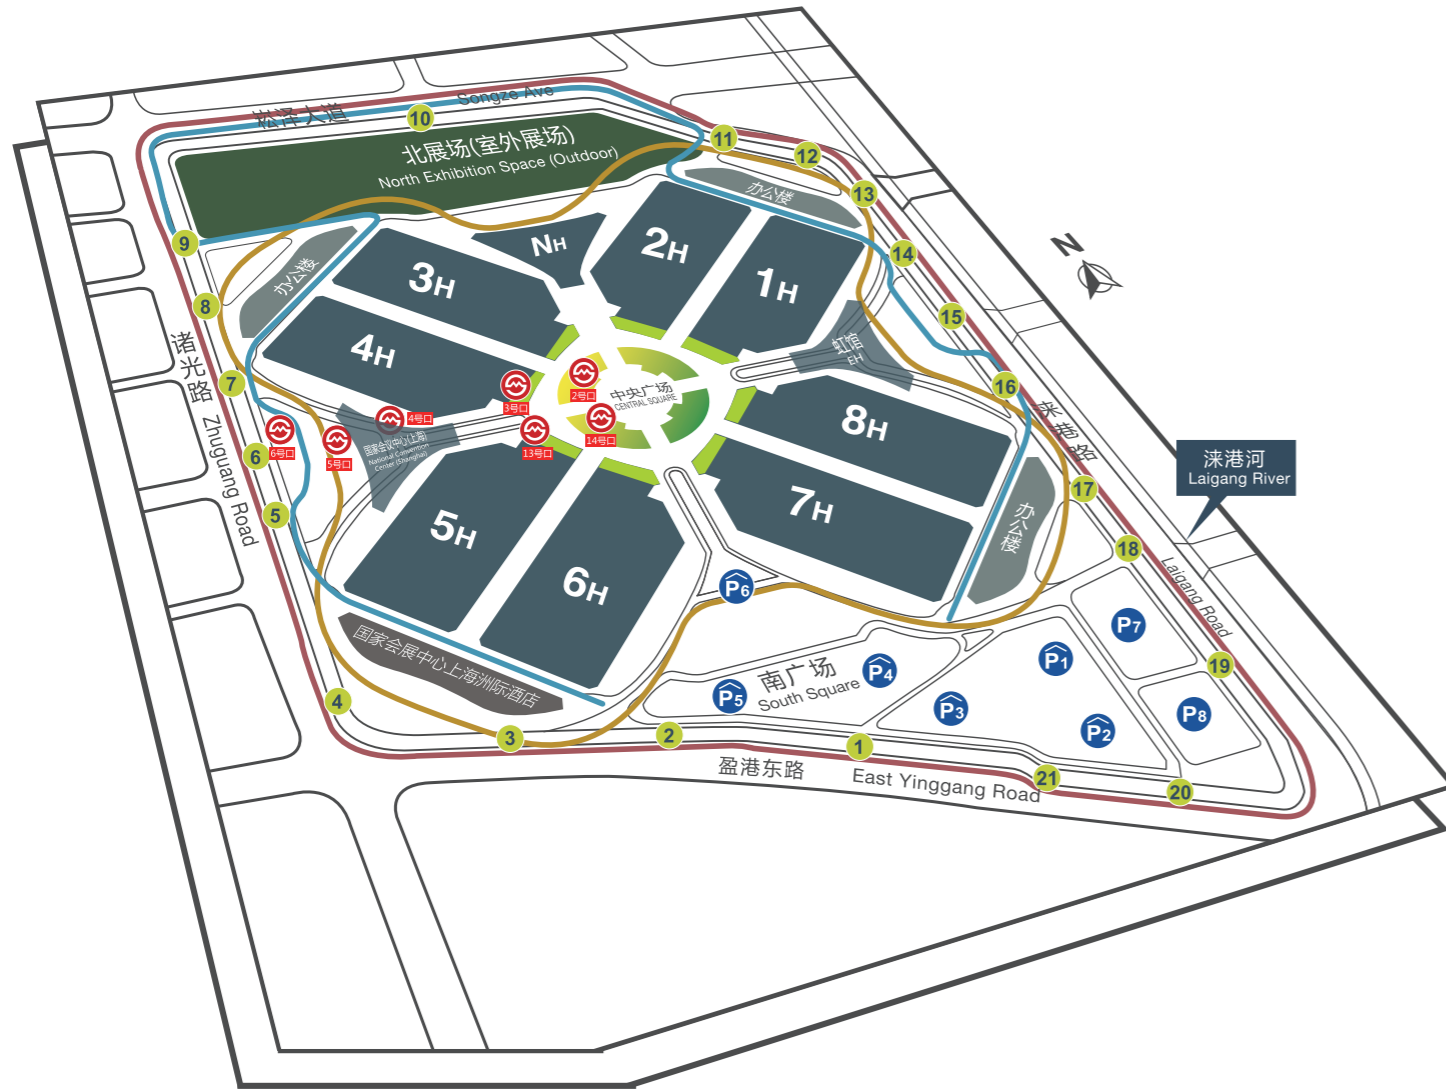 松泽大道
Songze Ave
10
北展场(室外展场)
North Exhibition Space (Outdoor)
11
12
13
办公楼
14
15
16
17
18
19
20
21
1
2
3
4
5
6
7
8
9
办公楼
NH
2H
1H
3H
4H
虹馆
EH
N
中央广场
CENTRAL SQUARE
2号口
3号口
14号口
13号口
4号口
5号口
6号口
国家会议中心(上海)
National Convention
Center (Shanghai)
诸光路
Zhuguang Road
8H
7H
5H
6H
涞港路
Laigang Road
涞港河
Laigang River
办公楼
国家会展中心上海洲际酒店
P6
P7
P1
P4
P5
P3
P2
P8
南广场
South Square
盈港东路
East Yinggang Road